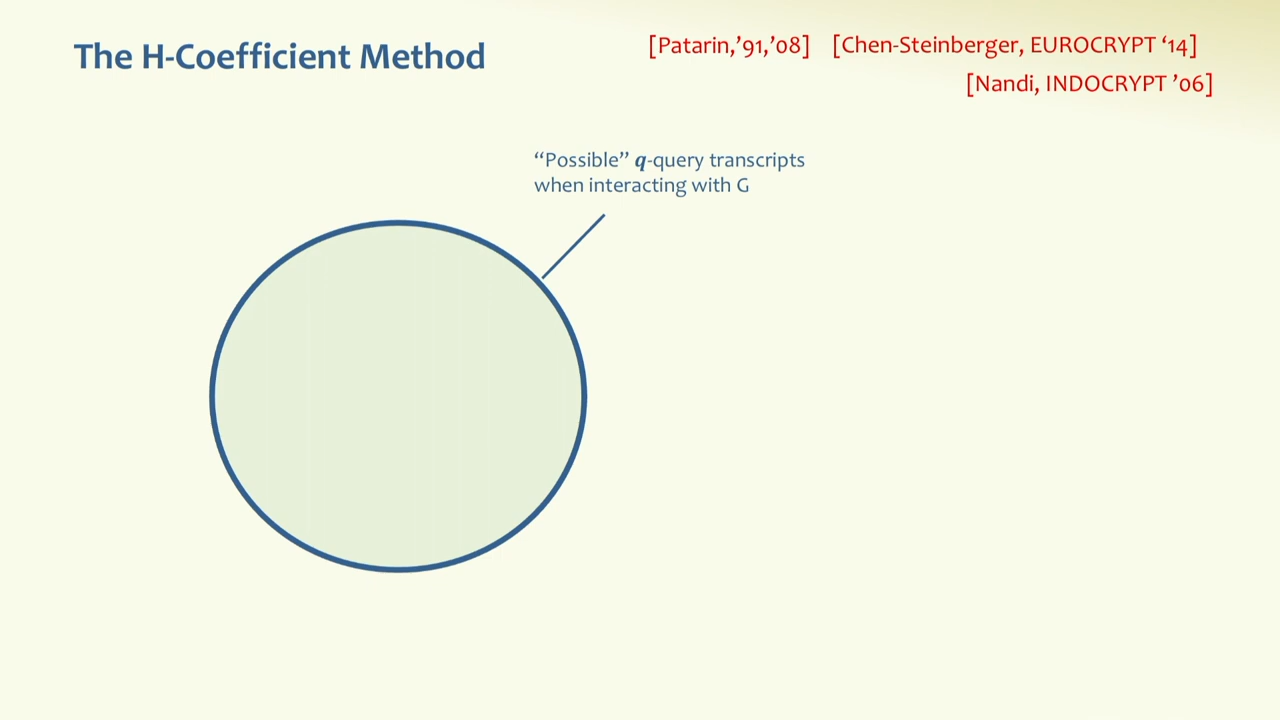 The H-Coefficient Method
[Patarin,’91,’08] [Chen-Steinberger, EUROCRYPT ‘14]
[Nandi, INDOCRYPT ’06]
“Possible” q-query transcripts
when interacting with G